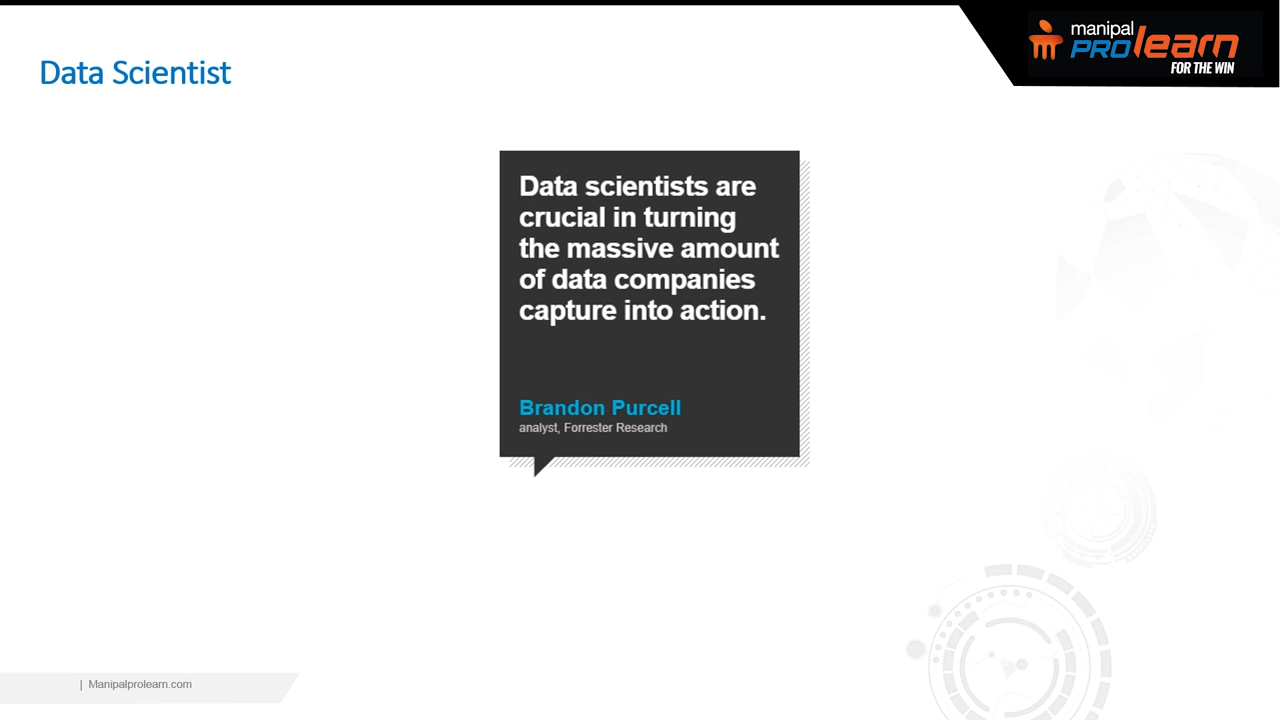 Data Scientist
manipal
PROlearn
FOR THE WIN
Data scientists are
crucial in turning
the massive amount
of data companies
capture into action.
Brandon Purcell
analyst, Forrester Research
| Manipalprolearn.com